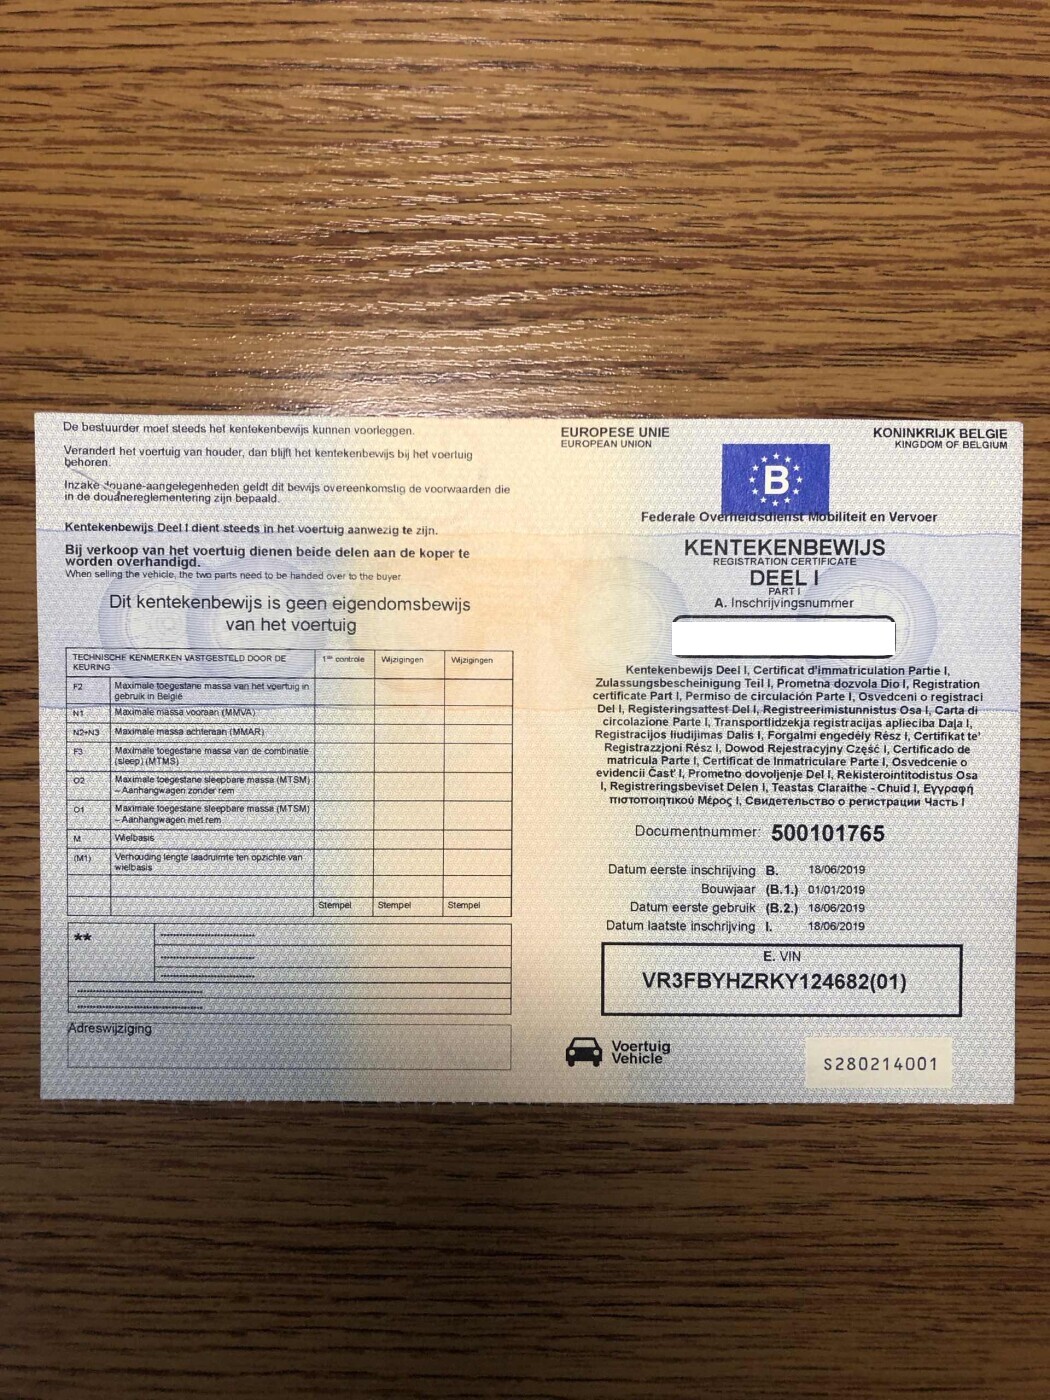 De bestuurder moet steeds het kentekenbewijs kunnen voorleggen.
Verandert het voertuig van houder, dan blijft het kentekenbewijs bij het voertuig
behoren.
Inzake douane-aangelegenheden geldt dit bewijs overeenkomstig de voorwaarden die
in de douanereglementering zijn bepaald.
Kentekenbewijs Deel I dient steeds in het voertuig aanwezig te zijn.
Bij verkoop van het voertuig dienen beide delen aan de koper te
worden overhandigd.
When selling the vehicle, the two parts need to be handed over to the buyer.
Dit kentekenbewijs is geen eigendomsbewijs
van het voertuig
TECHNISCHE KENMERKEN VASTGESTELD DOOR DE
KEURING
1ste controle
Wijzigingen
Wijzigingen
F2 Maximale toegestane massa van het voertuig in
gebruik in België
N1 Maximale massa vooraan (MMVA)
N2+N3 Maximale massa achteraan (MMAR)
F3 Maximale toegestane massa van de combinatie
(sleep) (MTMS)
O2 Maximale toegestane sleepbare massa (MTSM)
– Aanhangwagen zonder rem
O1 Maximale toegestane sleepbare massa (MTSM)
– Aanhangwagen met rem
M Wielbasis
(M1) Verhouding lengte laadruimte ten opzichte van
wielbasis
Stempel Stempel Stempel
**
Adreswijziging
EUROPESE UNIE
EUROPEAN UNION
KONINKRIJK BELGIE
KINGDOM OF BELGIUM
B
Federale Overheidsdienst Mobiliteit en Vervoer
KENTEKENBEWIJS
REGISTRATION CERTIFICATE
DEEL I
PART I
A. Inschrijvingsnummer
Kentekenbewijs Deel I, Certificat d'immatriculation Partie I,
Zulassungsbescheinigung Teil I, Prometna dozvola Dio I, Registration
certificate Part I, Permiso de circulación Parte I, Osvedceni o registraci
Del I, Registeringsattest Del I, Registreerimistunnistus Osa I, Carta di
circolazione Parte I, Transportlidzekja registracijas aplieciba Daļa I,
Registracijos liudijimas Dalis I, Forgalmi engedély Rész I, Certifikat te'
Registrazzjoni Rész I, Dowod Rejestracyjny Część I, Certificado de
matricula Parte I, Certificat de Inmatriculare Parte I, Osvedcenie o
evidencii Časť I, Prometno dovoljenje Del I, Rekisterointitodistus Osa
I, Registreringsbeviset Delen I, Teastas Claraithe - Chuid I, Εγγραφή
πιστοποιητικού Μέρος I, Свидетельство о регистрации Часть I
Documentnummer: 500101765
Datum eerste inschrijving B. 18/06/2019
Bouwjaar (B.1.) 01/01/2019
Datum eerste gebruik (B.2.) 18/06/2019
Datum laatste inschrijving I. 18/06/2019
E. VIN
VR3FBYHZRKY124682(01)
Voertuig
Vehicle
S280214001